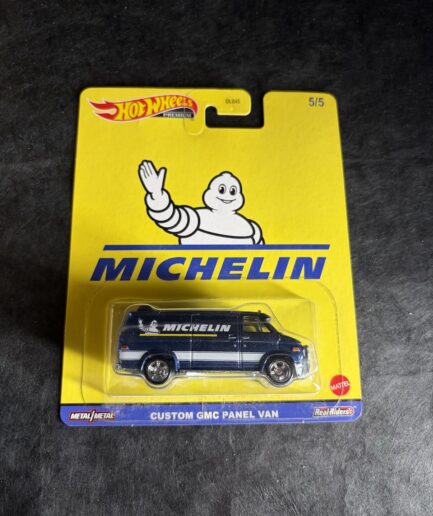 HOT WHEELS
PREMIUM
5/5
MICHELIN
MICHELIN
MATTEL
METAL/METAL
CUSTOM GMC PANEL VAN
Real Riders